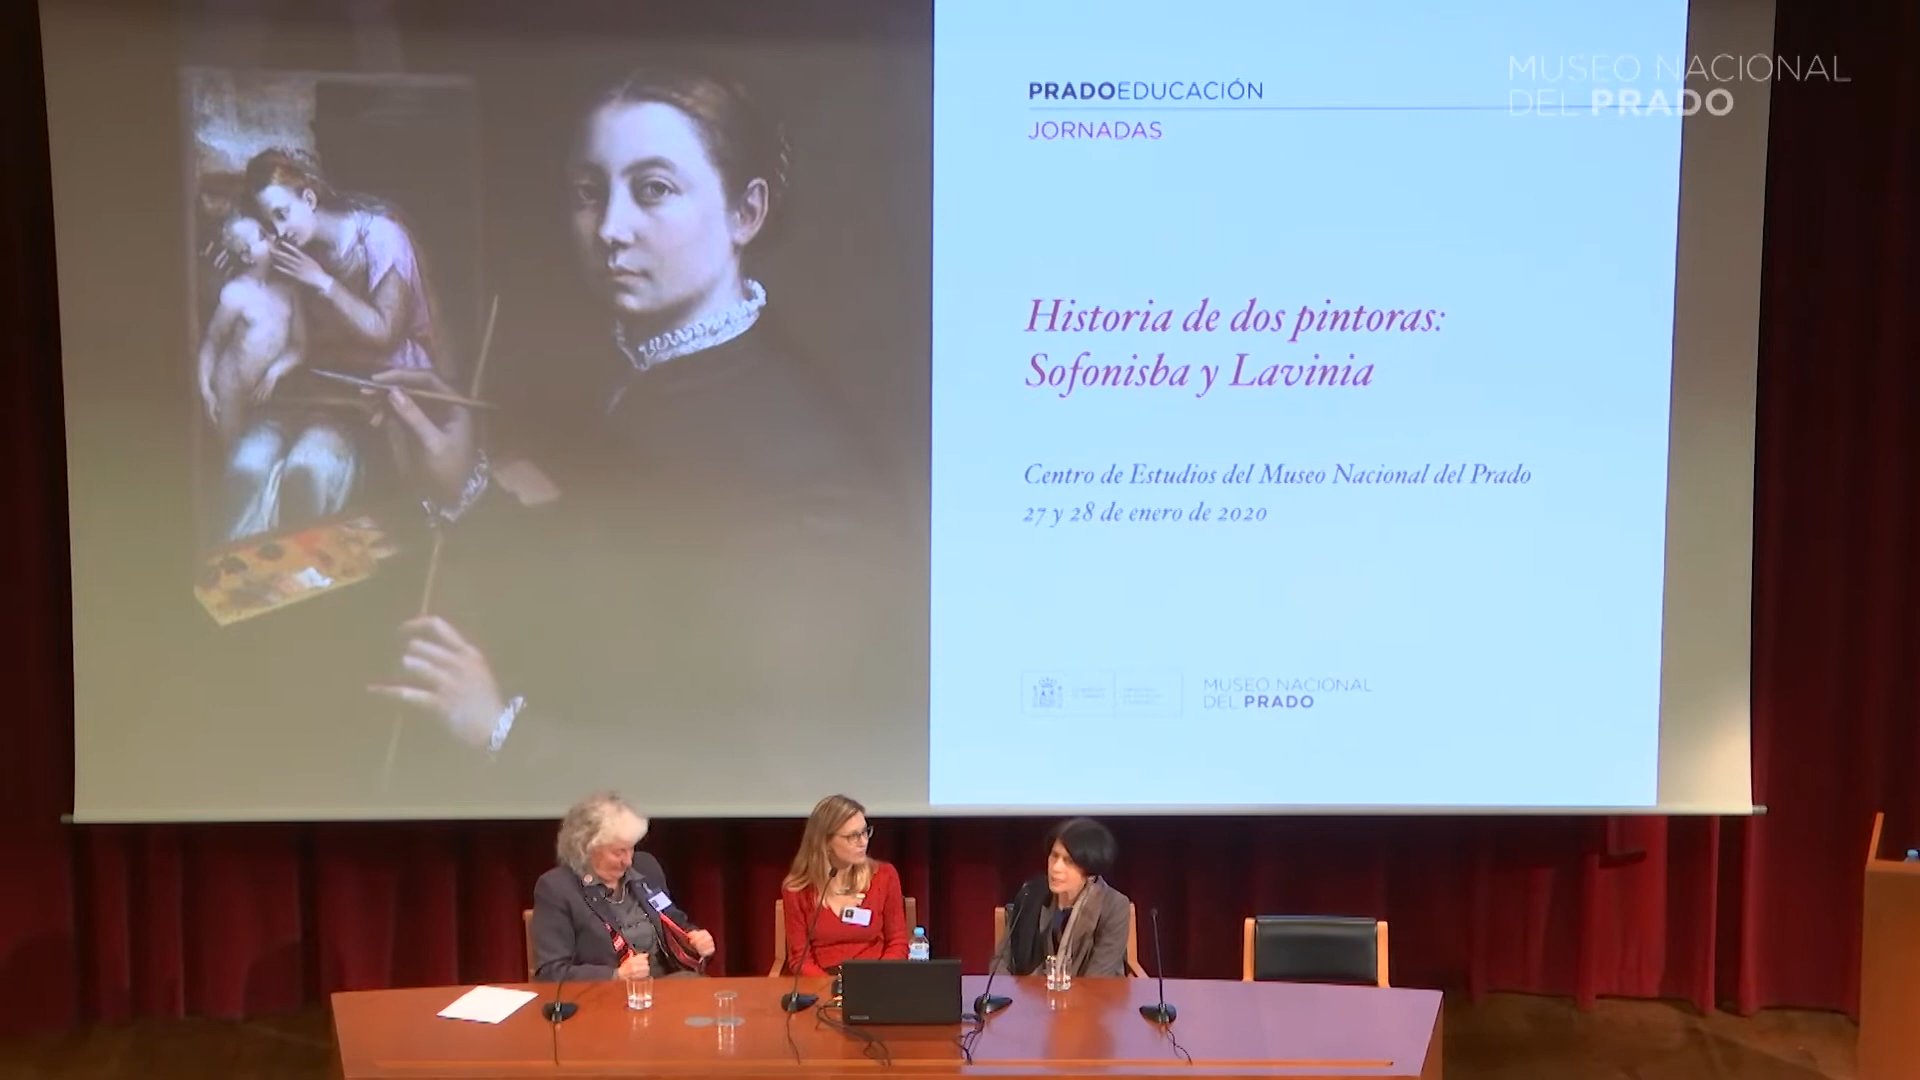 MUSEO NACIONAL
DEL PRADO
PRADOEDUCACIÓN
JORNADAS
Historia de dos pintoras:
Sofonisba y Lavinia
Centro de Estudios del Museo Nacional del Prado
27 y 28 de enero de 2020
MUSEO NACIONAL
DEL PRADO